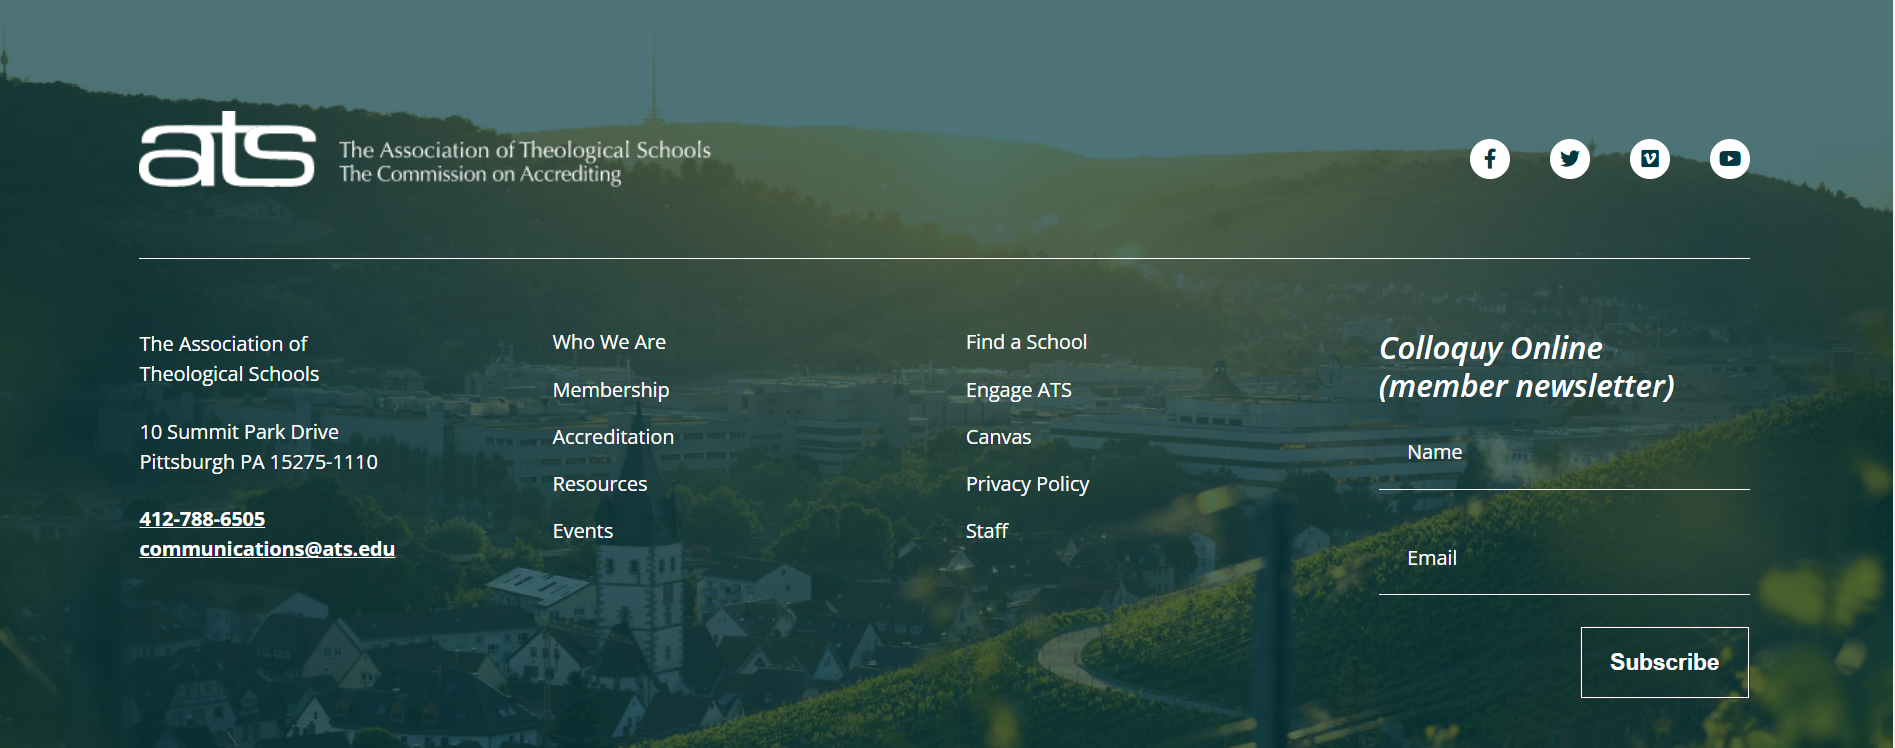 ats
The Association of Theological Schools
The Commission on Accrediting
The Association of
Theological Schools
10 Summit Park Drive
Pittsburgh PA 15275-1110
412-788-6505
communications@ats.edu
Who We Are
Membership
Accreditation
Resources
Events
Find a School
Engage ATS
Canvas
Privacy Policy
Staff
Colloquy Online
(member newsletter)
Name
Email
Subscribe